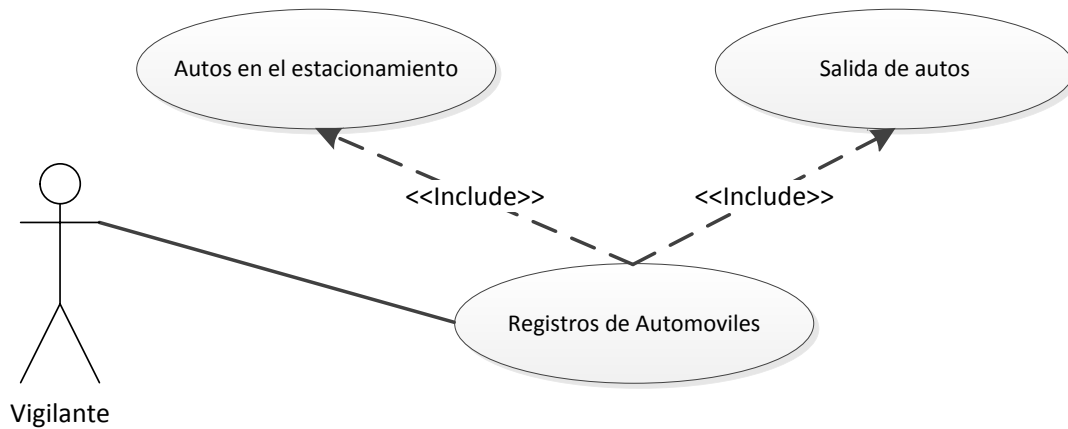 Autos en el estacionamiento
Salida de autos
<<Include>>
<<Include>>
Registros de Automoviles
Vigilante